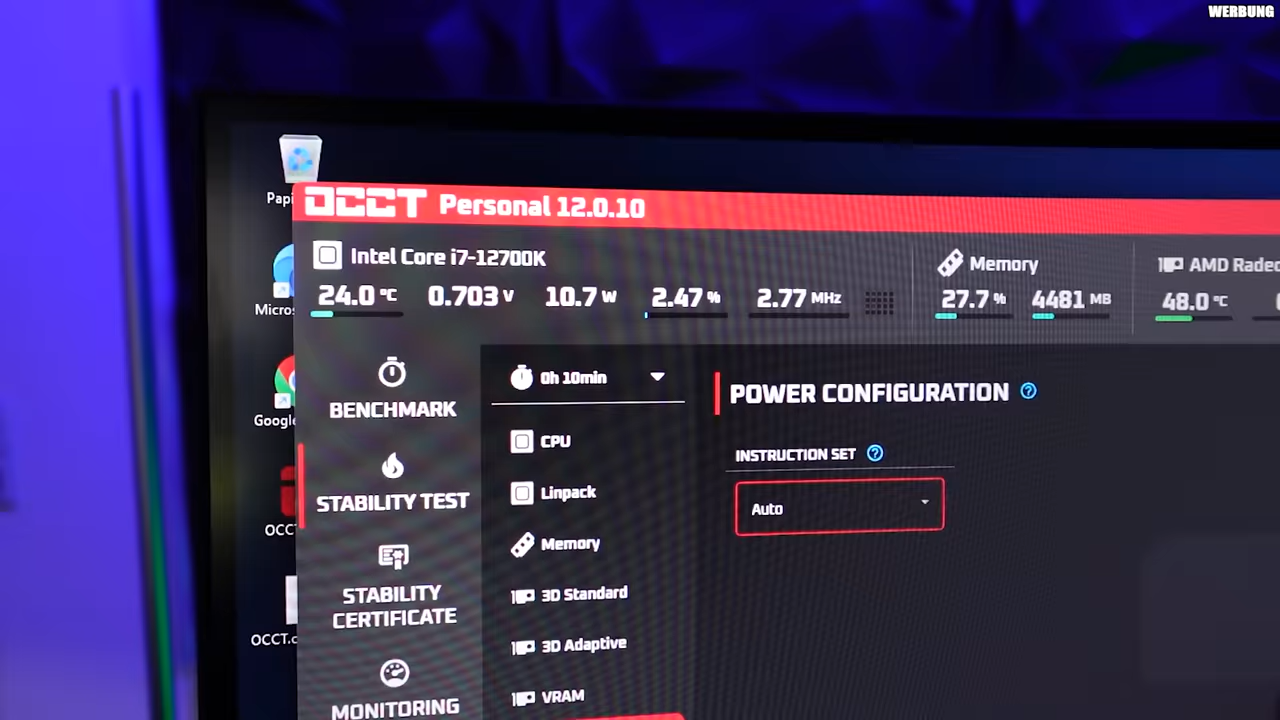 WERBUNG
OCCT Personal 12.0.10
Intel Core i7-12700K
24.0 °C 0.703 V 10.7 W 2.47 % 2.77 MHz
Memory
27.7 % 4481 MB
AMD Radeo
48.0 °C
Papi
Micros
Google
OCCT
OCCT.c
BENCHMARK
STABILITY TEST
STABILITY
CERTIFICATE
MONITORING
0h 10min
CPU
Linpack
Memory
3D Standard
3D Adaptive
VRAM
POWER CONFIGURATION ?
INSTRUCTION SET ?
Auto